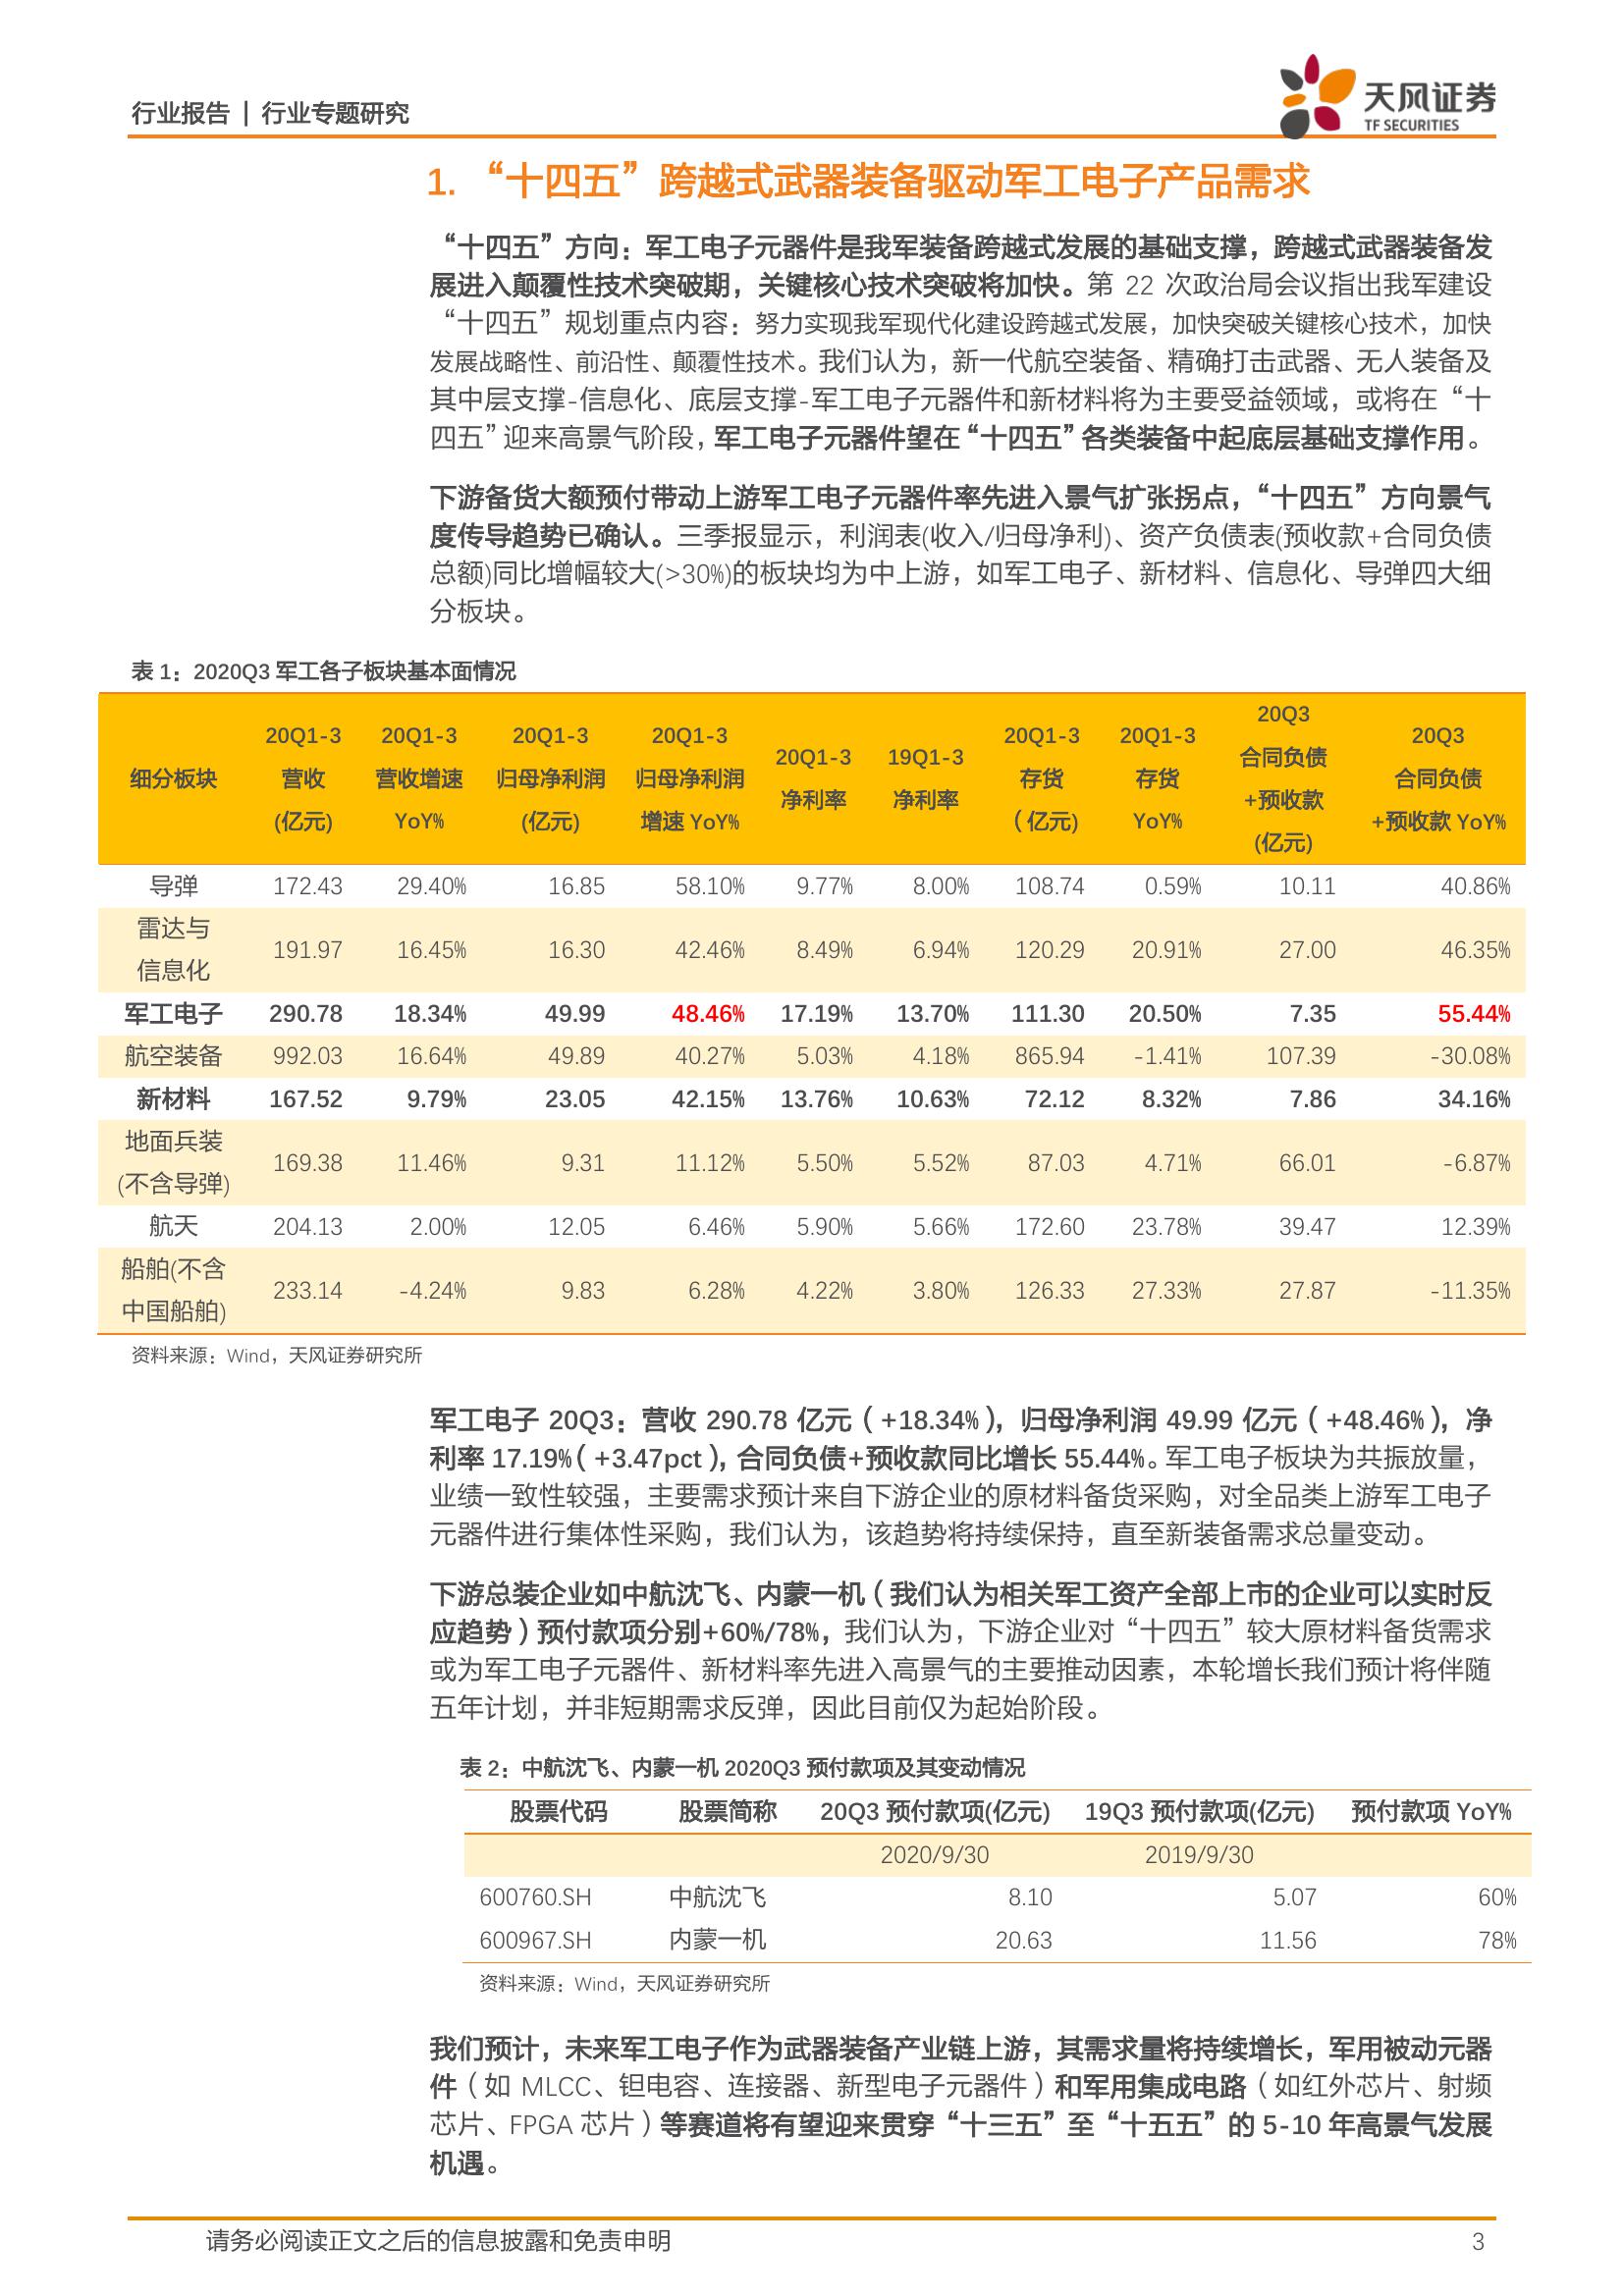 行业报告 | 行业专题研究
天风证券
TF SECURITIES
1. “十四五”跨越式武器装备驱动军工电子产品需求
“十四五”方向：军工电子元器件是我军装备跨越式发展的基础支撑，跨越式武器装备发
展进入颠覆性技术突破期，关键核心技术突破将加快。第 22 次政治局会议指出我军建设
“十四五”规划重点内容：努力实现我军现代化建设跨越式发展，加快突破关键核心技术，加快
发展战略性、前沿性、颠覆性技术。我们认为，新一代航空装备、精确打击武器、无人装备及
其中层支撑-信息化、底层支撑-军工电子元器件和新材料将为主要受益领域，或将在“十
四五”迎来高景气阶段，军工电子元器件望在“十四五”各类装备中起底层基础支撑作用。
下游备货大额预付带动上游军工电子元器件率先进入景气扩张拐点，“十四五”方向景气
度传导趋势已确认。三季报显示，利润表(收入/归母净利)、资产负债表(预收款+合同负债
总额)同比增幅较大(>30%)的板块均为中上游，如军工电子、新材料、信息化、导弹四大细
分板块。
表 1：2020Q3 军工各子板块基本面情况
细分板块 20Q1-3 营收 (亿元) 20Q1-3 营收增速 YoY% 20Q1-3 归母净利润 (亿元) 20Q1-3 归母净利润 增速 YoY% 20Q1-3 净利率 19Q1-3 净利率 20Q1-3 存货 （亿元) 20Q1-3 存货 YoY% 20Q3 合同负债 +预收款 (亿元) 20Q3 合同负债 +预收款 YoY%
导弹 172.43 29.40% 16.85 58.10% 9.77% 8.00% 108.74 0.59% 10.11 40.86%
雷达与 信息化 191.97 16.45% 16.30 42.46% 8.49% 6.94% 120.29 20.91% 27.00 46.35%
军工电子 290.78 18.34% 49.99 48.46% 17.19% 13.70% 111.30 20.50% 7.35 55.44%
航空装备 992.03 16.64% 49.89 40.27% 5.03% 4.18% 865.94 -1.41% 107.39 -30.08%
新材料 167.52 9.79% 23.05 42.15% 13.76% 10.63% 72.12 8.32% 7.86 34.16%
地面兵装 (不含导弹) 169.38 11.46% 9.31 11.12% 5.50% 5.52% 87.03 4.71% 66.01 -6.87%
航天 204.13 2.00% 12.05 6.46% 5.90% 5.66% 172.60 23.78% 39.47 12.39%
船舶(不含 中国船舶) 233.14 -4.24% 9.83 6.28% 4.22% 3.80% 126.33 27.33% 27.87 -11.35%
资料来源：Wind，天风证券研究所
军工电子 20Q3：营收 290.78 亿元（+18.34%），归母净利润 49.99 亿元（+48.46%），净
利率 17.19%（+3.47pct），合同负债+预收款同比增长 55.44%。军工电子板块为共振放量，
业绩一致性较强，主要需求预计来自下游企业的原材料备货采购，对全品类上游军工电子
元器件进行集体性采购，我们认为，该趋势将持续保持，直至新装备需求总量变动。
下游总装企业如中航沈飞、内蒙一机（我们认为相关军工资产全部上市的企业可以实时反
应趋势）预付款项分别+60%/78%，我们认为，下游企业对“十四五”较大原材料备货需求
或为军工电子元器件、新材料率先进入高景气的主要推动因素，本轮增长我们预计将伴随
五年计划，并非短期需求反弹，因此目前仅为起始阶段。
表 2：中航沈飞、内蒙一机 2020Q3 预付款项及其变动情况
股票代码 股票简称 20Q3 预付款项(亿元) 19Q3 预付款项(亿元) 预付款项 YoY%
2020/9/30 2019/9/30
600760.SH 中航沈飞 8.10 5.07 60%
600967.SH 内蒙一机 20.63 11.56 78%
资料来源：Wind，天风证券研究所
我们预计，未来军工电子作为武器装备产业链上游，其需求量将持续增长，军用被动元器
件（如 MLCC、钽电容、连接器、新型电子元器件）和军用集成电路（如红外芯片、射频
芯片、FPGA 芯片）等赛道将有望迎来贯穿“十三五”至“十五五”的 5-10 年高景气发展
机遇。
请务必阅读正文之后的信息披露和免责申明 3